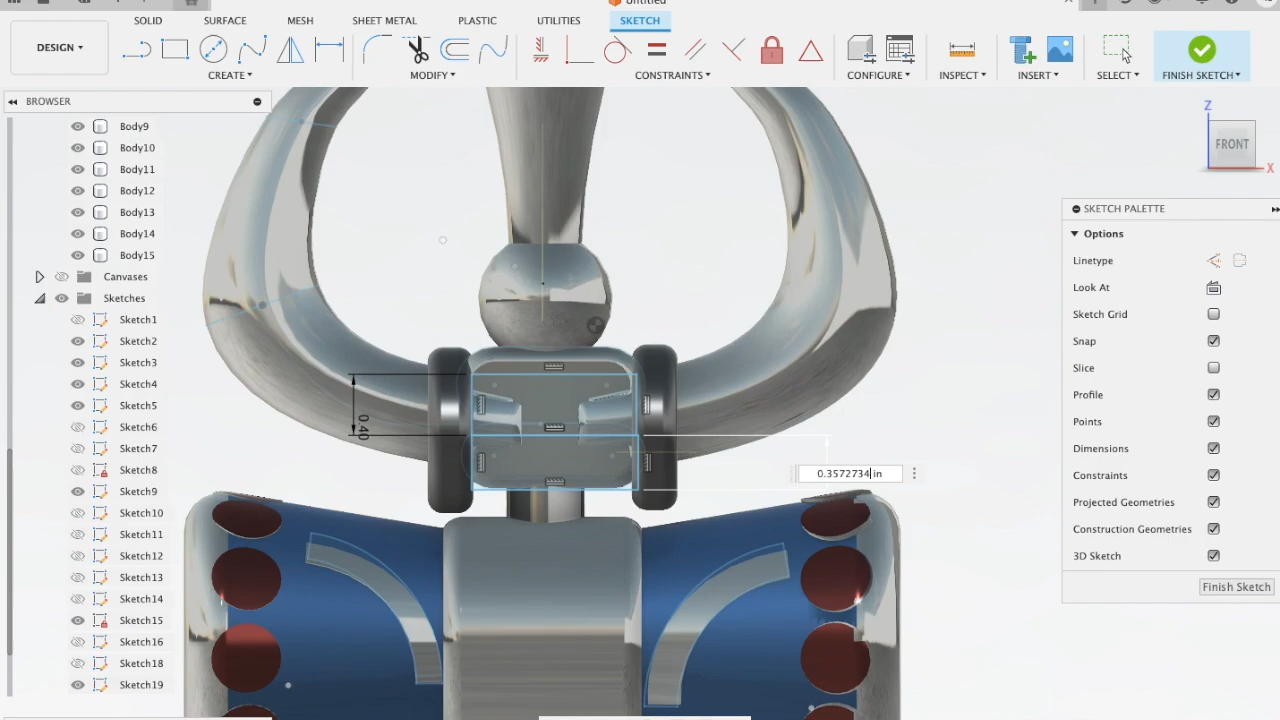 Untitled
SOLID SURFACE MESH SHEET METAL PLASTIC UTILITIES SKETCH
DESIGN
CREATE MODIFY CONSTRAINTS CONFIGURE INSPECT INSERT SELECT FINISH SKETCH
BROWSER
Body9
Body10
Body11
Body12
Body13
Body14
Body15
Canvases
Sketches
Sketch1
Sketch2
Sketch3
Sketch4
Sketch5
Sketch6
Sketch7
Sketch8
Sketch9
Sketch10
Sketch11
Sketch12
Sketch13
Sketch14
Sketch15
Sketch16
Sketch18
Sketch19
0.40
0.3572734 in
Z
FRONT
X
SKETCH PALETTE
Options
Linetype
Look At
Sketch Grid
Snap
Slice
Profile
Points
Dimensions
Constraints
Projected Geometries
Construction Geometries
3D Sketch
Finish Sketch